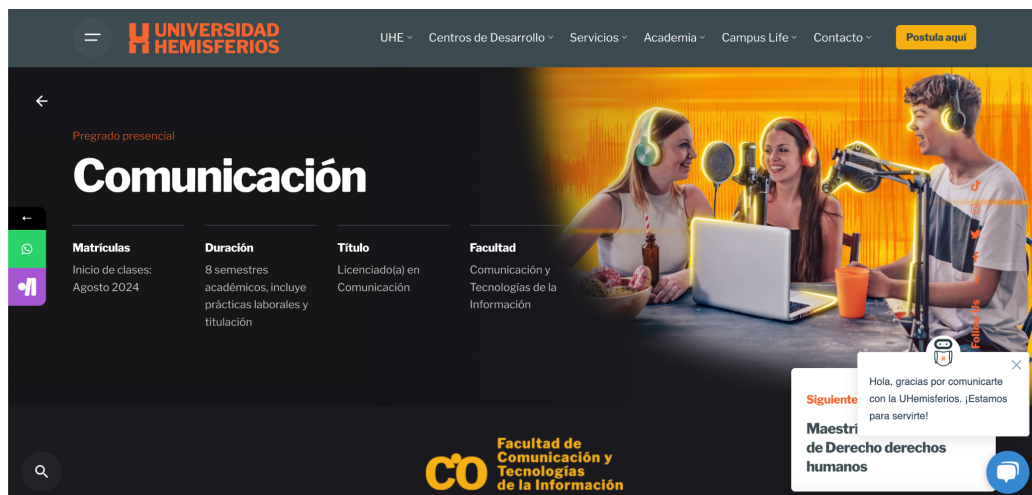 UNIVERSIDAD
HEMISFERIOS
UHE
Centros de Desarrollo
Servicios
Academia
Campus Life
Contacto
Postula aquí
Pregrado presencial
Comunicación
Matrículas
Inicio de clases:
Agosto 2024
Duración
8 semestres
académicos, incluye
prácticas laborales y
titulación
Título
Licenciado(a) en
Comunicación
Facultad
Comunicación y
Tecnologías de la
Información
Follow Us
Hola, gracias por comunicarte
con la UHemisferios. ¡Estamos
para servirte!
Siguiente
Maestrí
de Derecho derechos
humanos
CO
Facultad de
Comunicación y
Tecnologías
de la Información